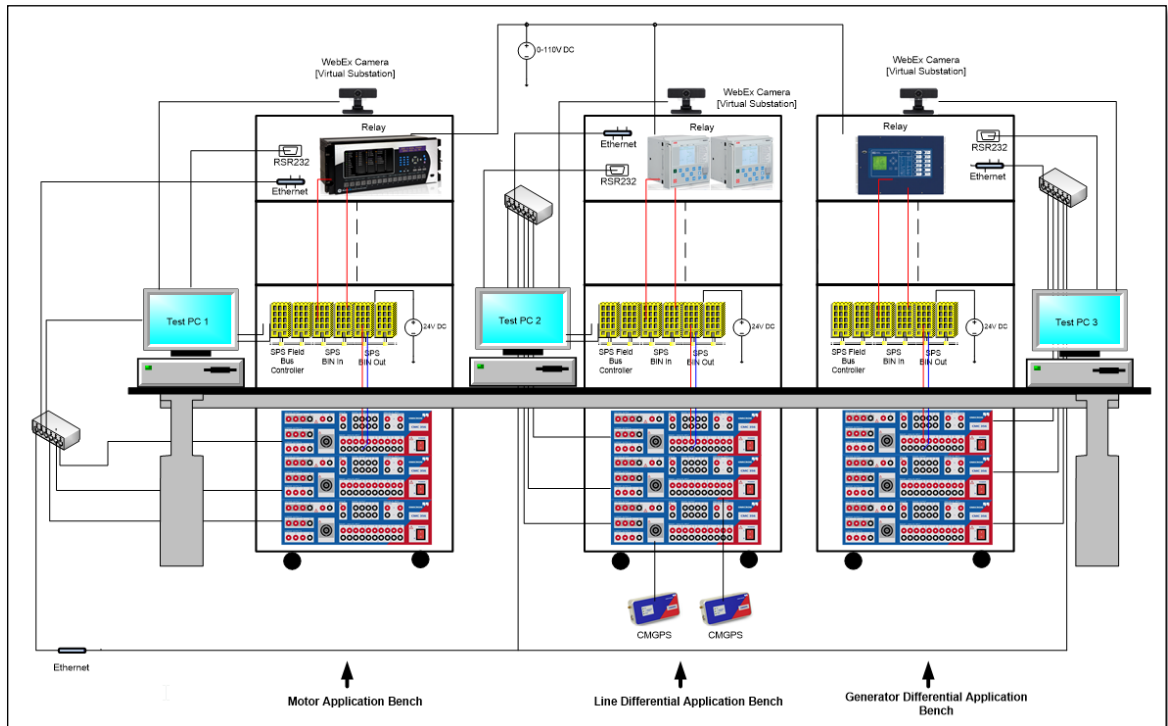 0-110V DC
WebEx Camera
[Virtual Substation]
WebEx Camera
[Virtual Substation]
WebEx Camera
[Virtual Substation]
Relay
RSR232
Ethernet
Relay
Ethernet
RSR232
Relay
RSR232
Ethernet
Test PC 1
24V DC
SPS Field
Bus
Controller
SPS
BIN In
SPS
BIN Out
Test PC 2
24V DC
SPS Field
Bus
Controller
SPS
BIN In
SPS
BIN Out
24V DC
SPS Field
Bus
Controller
SPS
BIN In
SPS
BIN Out
Test PC 3
CMGPS
CMGPS
Ethernet
Motor Application Bench
Line Differential Application Bench
Generator Differential Application
Bench